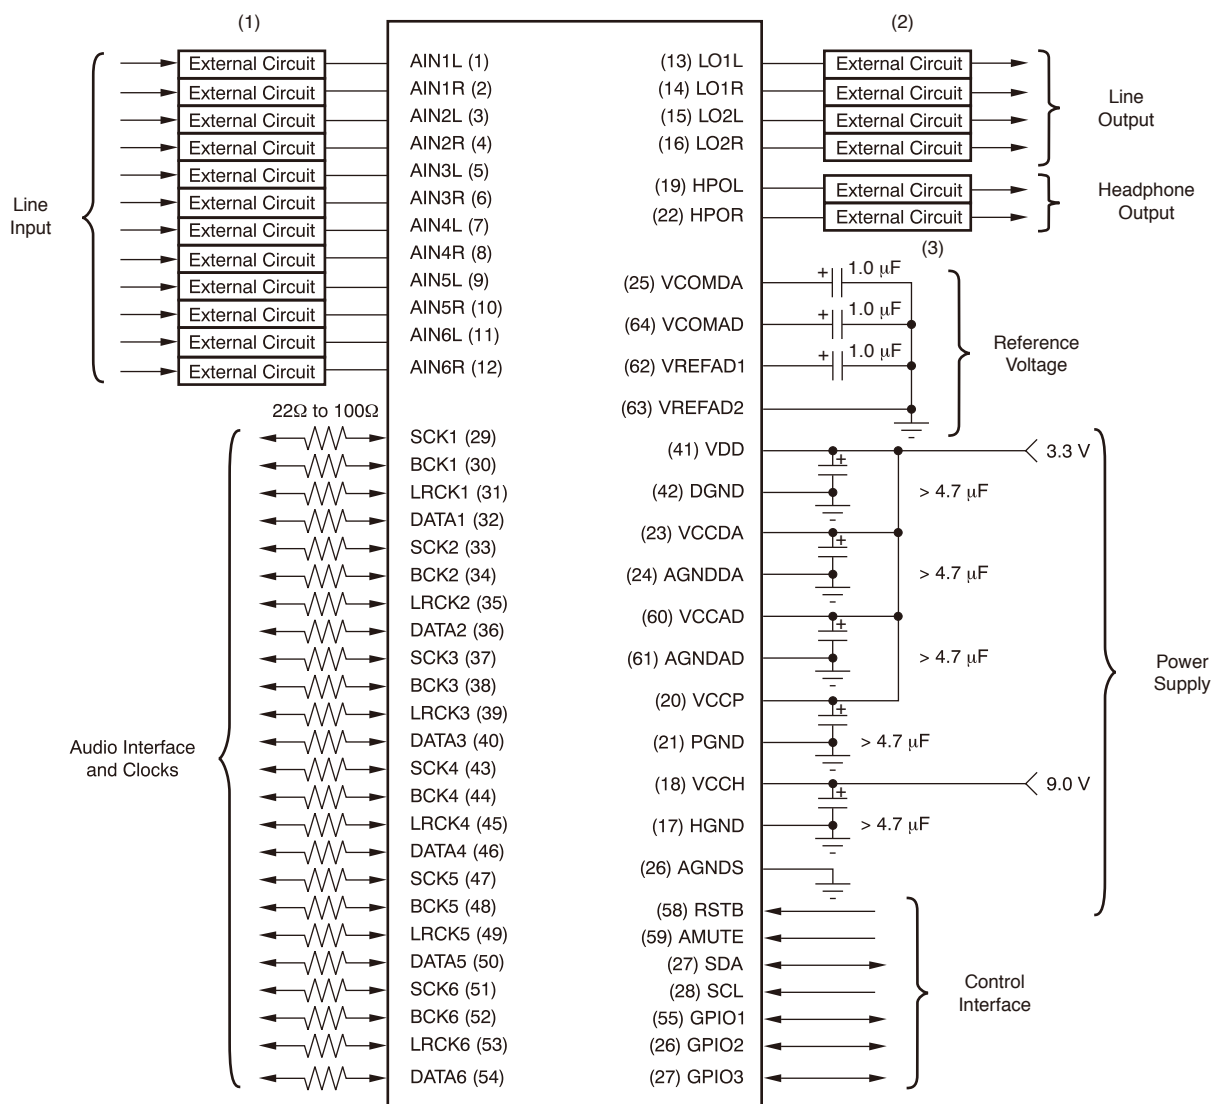 (1)
Line
Input
External Circuit
External Circuit
External Circuit
External Circuit
External Circuit
External Circuit
External Circuit
External Circuit
External Circuit
External Circuit
External Circuit
External Circuit
AIN1L (1)
AIN1R (2)
AIN2L (3)
AIN2R (4)
AIN3L (5)
AIN3R (6)
AIN4L (7)
AIN4R (8)
AIN5L (9)
AIN5R (10)
AIN6L (11)
AIN6R (12)
22Ω to 100Ω
Audio Interface
and Clocks
SCK1 (29)
BCK1 (30)
LRCK1 (31)
DATA1 (32)
SCK2 (33)
BCK2 (34)
LRCK2 (35)
DATA2 (36)
SCK3 (37)
BCK3 (38)
LRCK3 (39)
DATA3 (40)
SCK4 (43)
BCK4 (44)
LRCK4 (45)
DATA4 (46)
SCK5 (47)
BCK5 (48)
LRCK5 (49)
DATA5 (50)
SCK6 (51)
BCK6 (52)
LRCK6 (53)
DATA6 (54)
(2)
(13) LO1L
(14) LO1R
(15) LO2L
(16) LO2R
(19) HPOL
(22) HPOR
External Circuit
External Circuit
External Circuit
External Circuit
External Circuit
External Circuit
Line
Output
Headphone
Output
(3)
(25) VCOMDA
+ 1.0 μF
(64) VCOMAD
+ 1.0 μF
(62) VREFAD1
+ 1.0 μF
(63) VREFAD2
Reference
Voltage
(41) VDD
+
3.3 V
(42) DGND
> 4.7 μF
(23) VCCDA
+
(24) AGNDDA
> 4.7 μF
(60) VCCAD
+
(61) AGNDAD
> 4.7 μF
(20) VCCP
+
(21) PGND
> 4.7 μF
(18) VCCH
+
9.0 V
(17) HGND
> 4.7 μF
(26) AGNDS
Power
Supply
(58) RSTB
(59) AMUTE
(27) SDA
(28) SCL
(55) GPIO1
(26) GPIO2
(27) GPIO3
Control
Interface